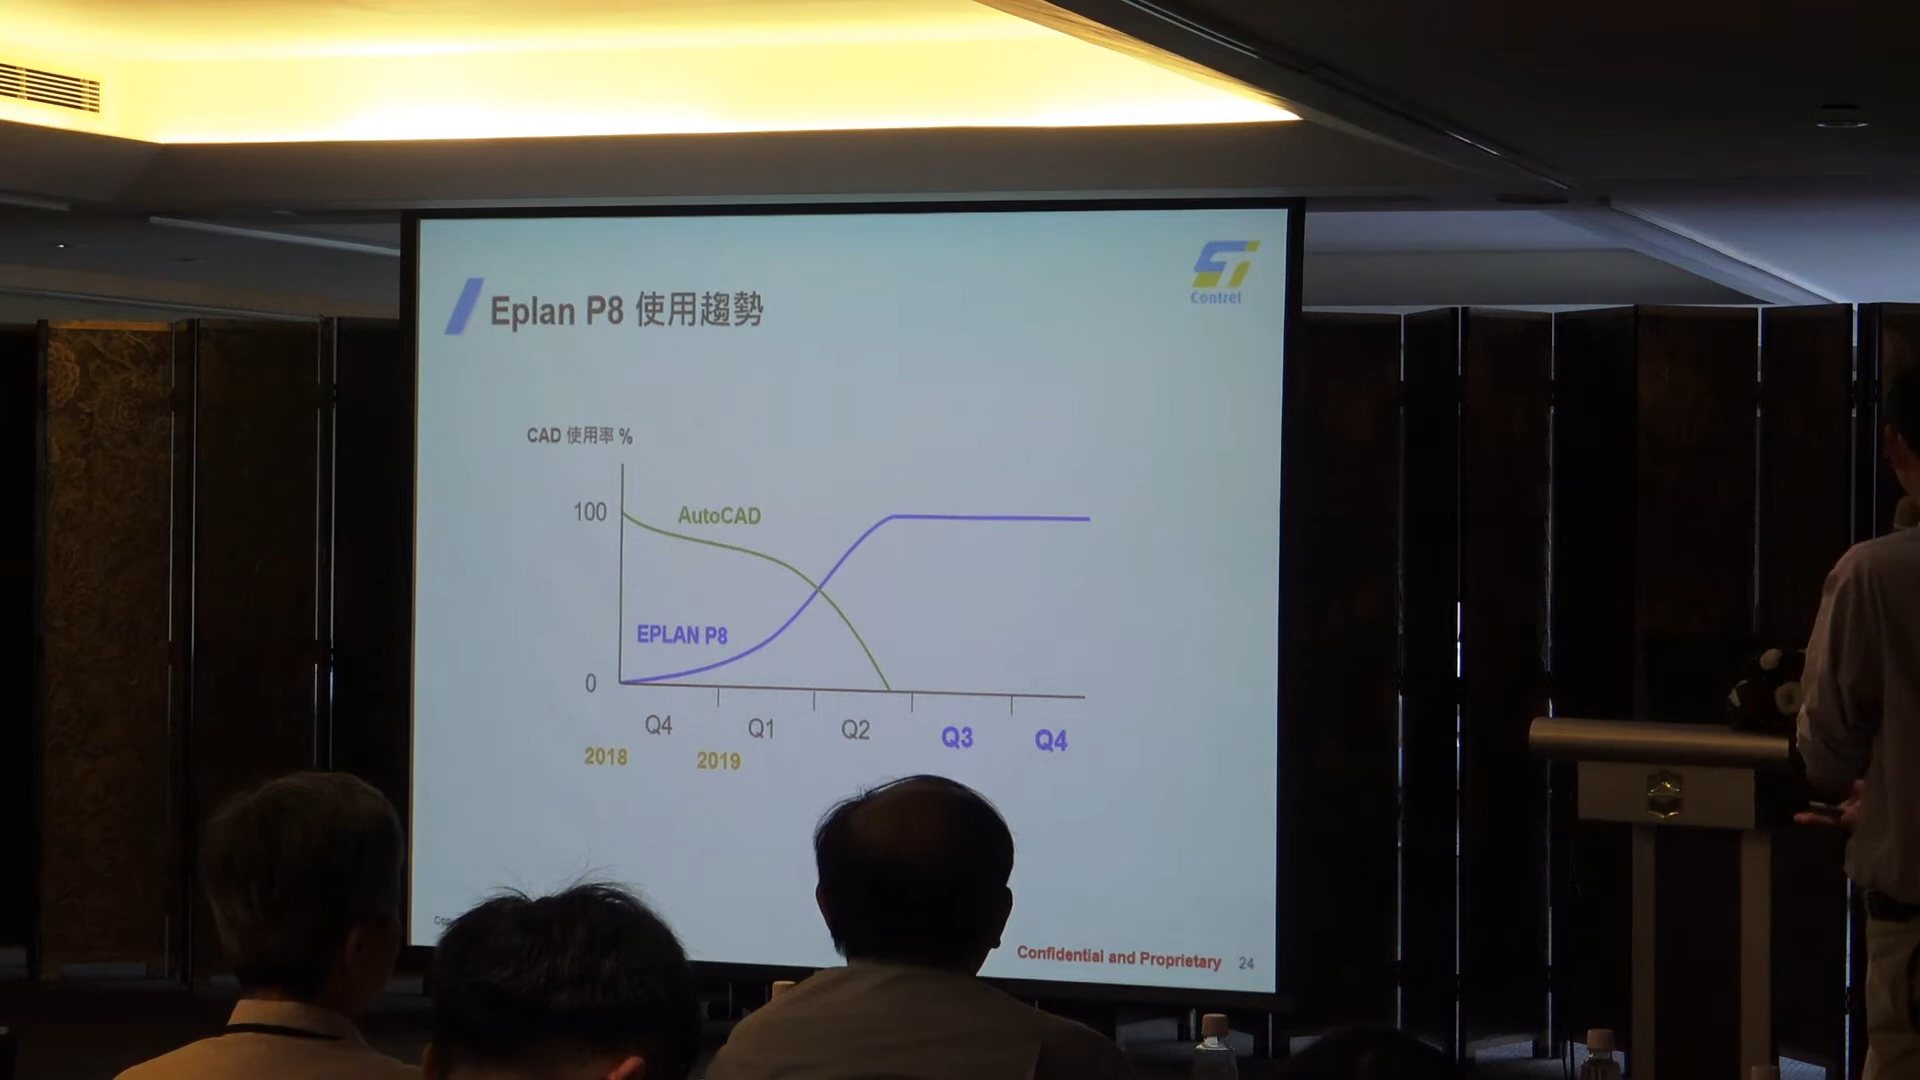 Contrel
Eplan P8 使用趨勢
CAD 使用率 %
100
AutoCAD
EPLAN P8
0
Q4
Q1
Q2
Q3
Q4
2018
2019
Confidential and Proprietary
24